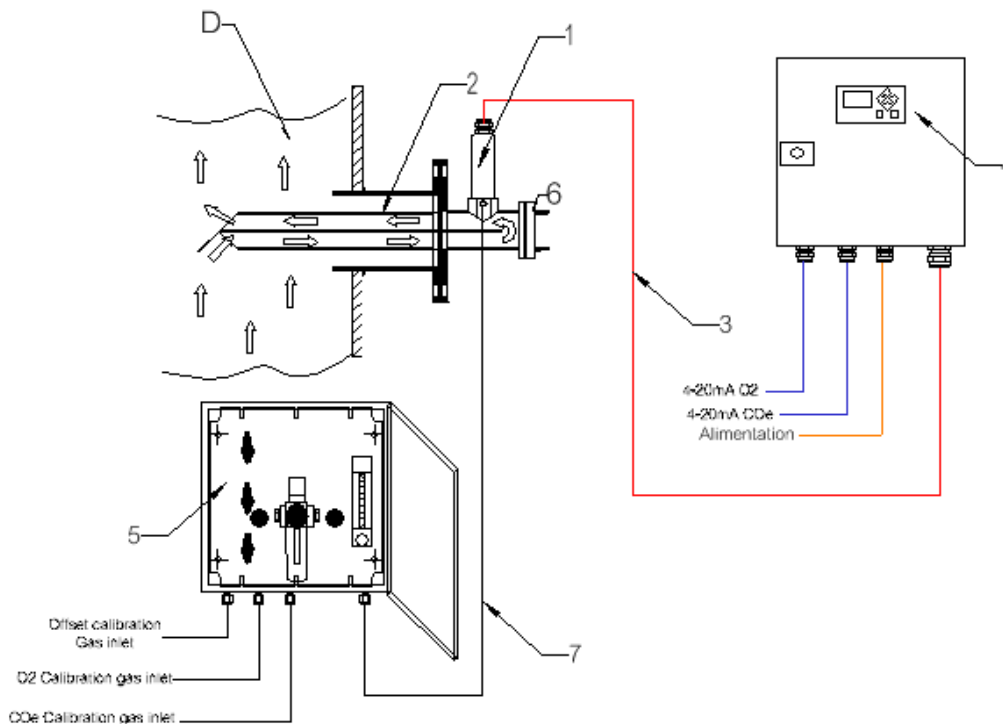 D
1
2
6
3
4-20mA O2
4-20mA COe
Alimentation
5
Offset calibration
Gas inlet
7
O2 Calibration gas inlet
COe Calibration gas inlet